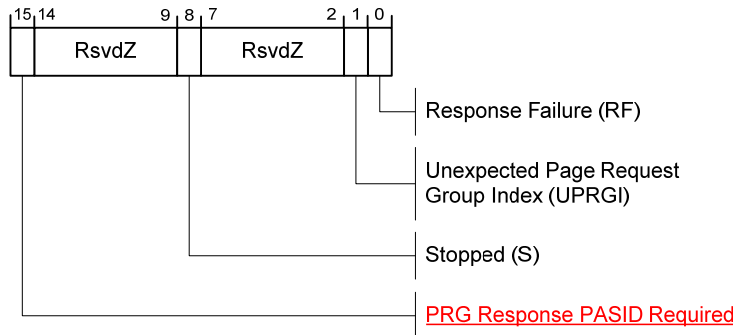 15 14 9 8 7 2 1 0
RsvdZ RsvdZ
Response Failure (RF)
Unexpected Page Request
Group Index (UPRGI)
Stopped (S)
PRG Response PASID Required